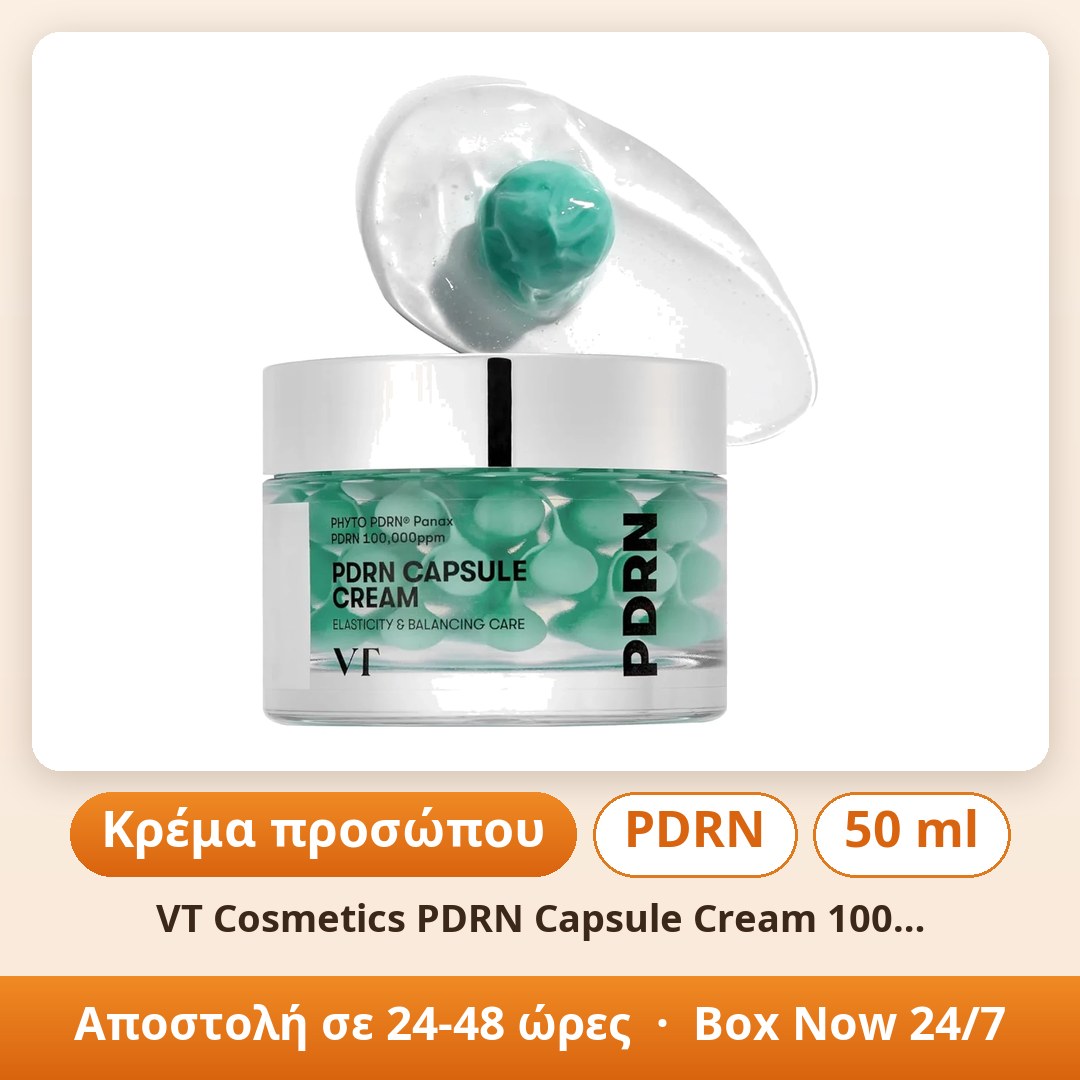 PHYTO PDRN® Panax
PDRN 100,000ppm
PDRN CAPSULE
CREAM
ELASTICITY & BALANCING CARE
VT
PDRN
Κρέμα προσώπου
PDRN
50 ml
VT Cosmetics PDRN Capsule Cream 100...
Αποστολή σε 24-48 ώρες · Box Now 24/7